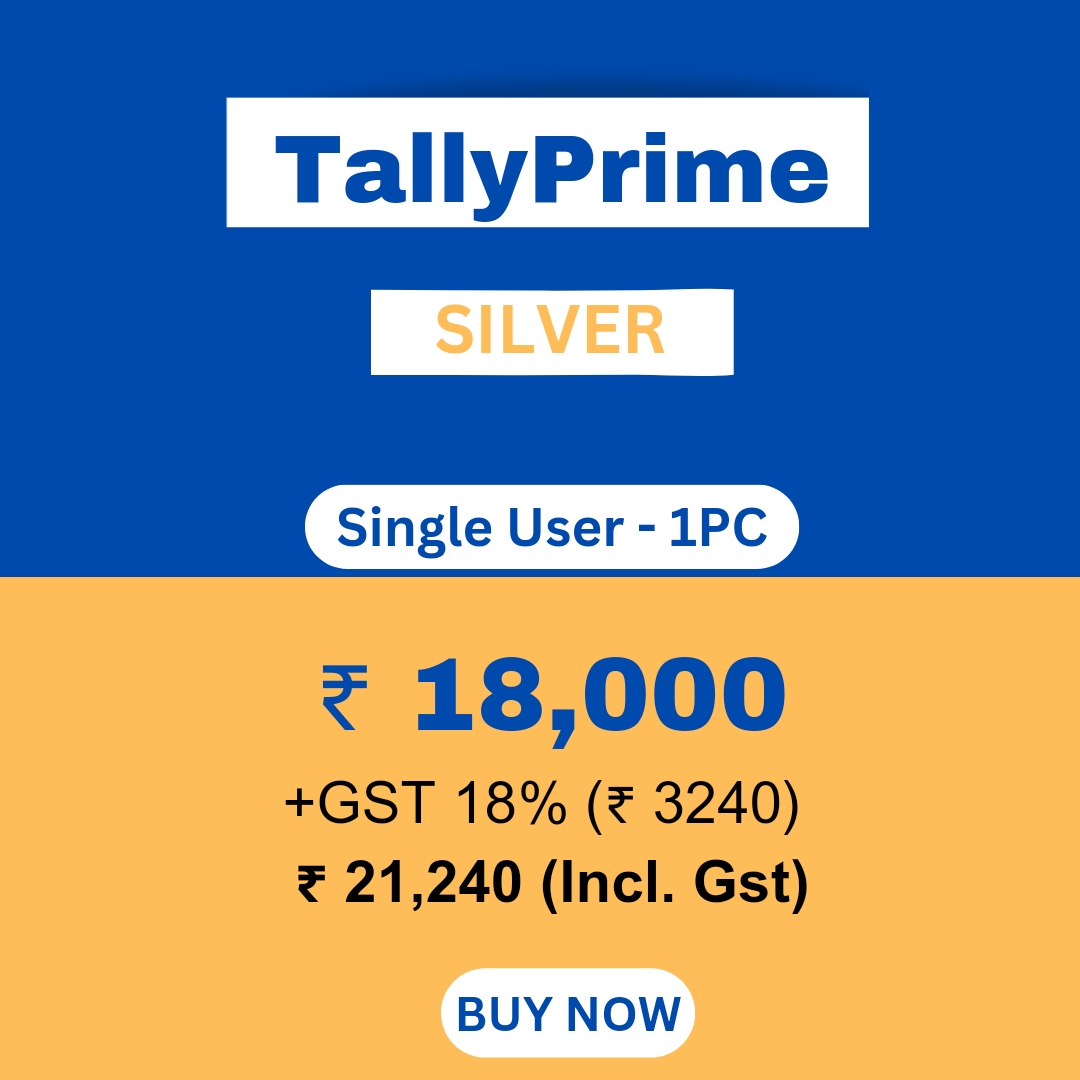 TallyPrime
SILVER
Single User - 1PC
₹ 18,000
+GST 18% (₹ 3240)
₹ 21,240 (Incl. Gst)
BUY NOW